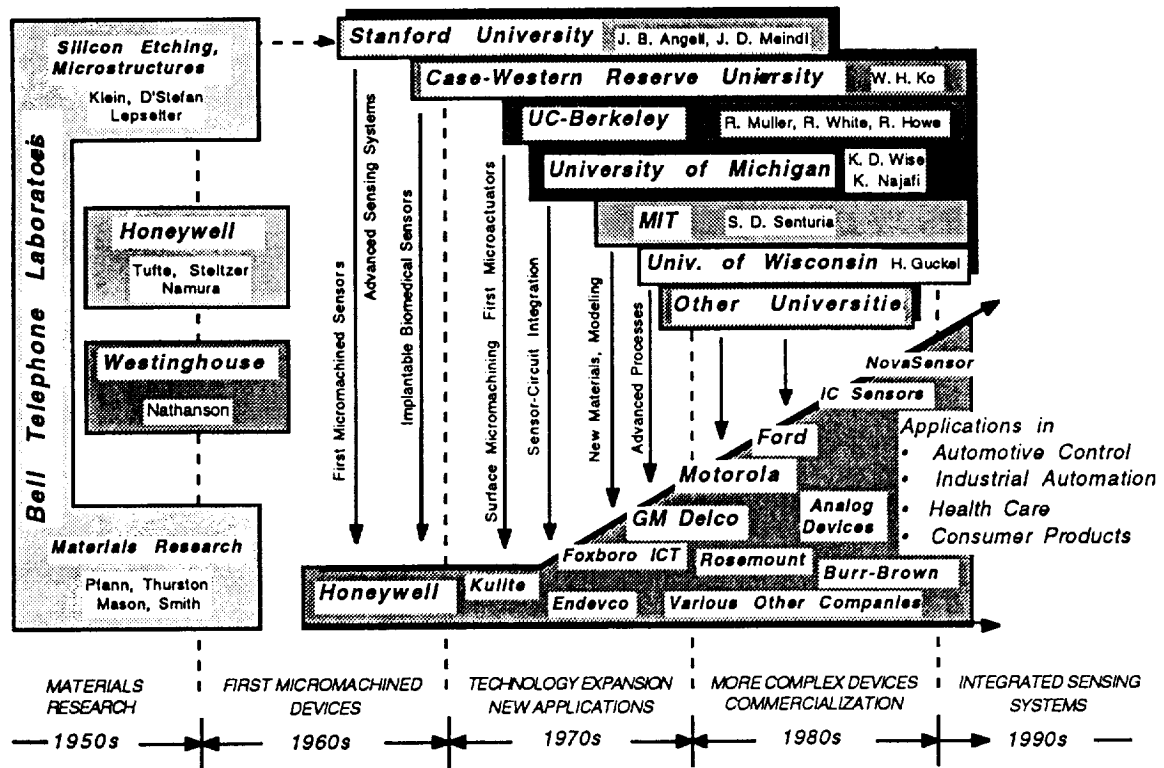 Silicon Etching,
Microstructures
Klein, D'Stefan
Lepselter
Bell Telephone Laboratoeis
Honeywell
Tufte, Steltzer
Namura
Westinghouse
Nathanson
Materials Research
Pfann, Thurston
Mason, Smith
Stanford University
J. B. Angell, J. D. Meindl
Case-Western Reserve University
W. H. Ko
UC-Berkeley
R. Muller, R. White, R. Howe
University of Michigan
K. D. Wise
K. Najafi
MIT
S. D. Senturia
Univ. of Wisconsin
H. Guckel
Other Universitie
First Micromachined Sensors
Advanced Sensing Systems
Implantable Biomedical Sensors
Surface Micromachining First Microactuators
Sensor-Circuit Integration
New Materials, Modeling
Advanced Processes
NovaSensor
IC Sensors
Ford
Motorola
GM Delco
Analog
Devices
Foxboro ICT
Rosemount
Burr-Brown
Honeywell
Kulite
Endevco
Various Other Companies
Applications in
• Automotive Control
• Industrial Automation
• Health Care
• Consumer Products
MATERIALS
RESEARCH
FIRST MICROMACHINED
DEVICES
TECHNOLOGY EXPANSION
NEW APPLICATIONS
MORE COMPLEX DEVICES
COMMERCIALIZATION
INTEGRATED SENSING
SYSTEMS
1950s
1960s
1970s
1980s
1990s